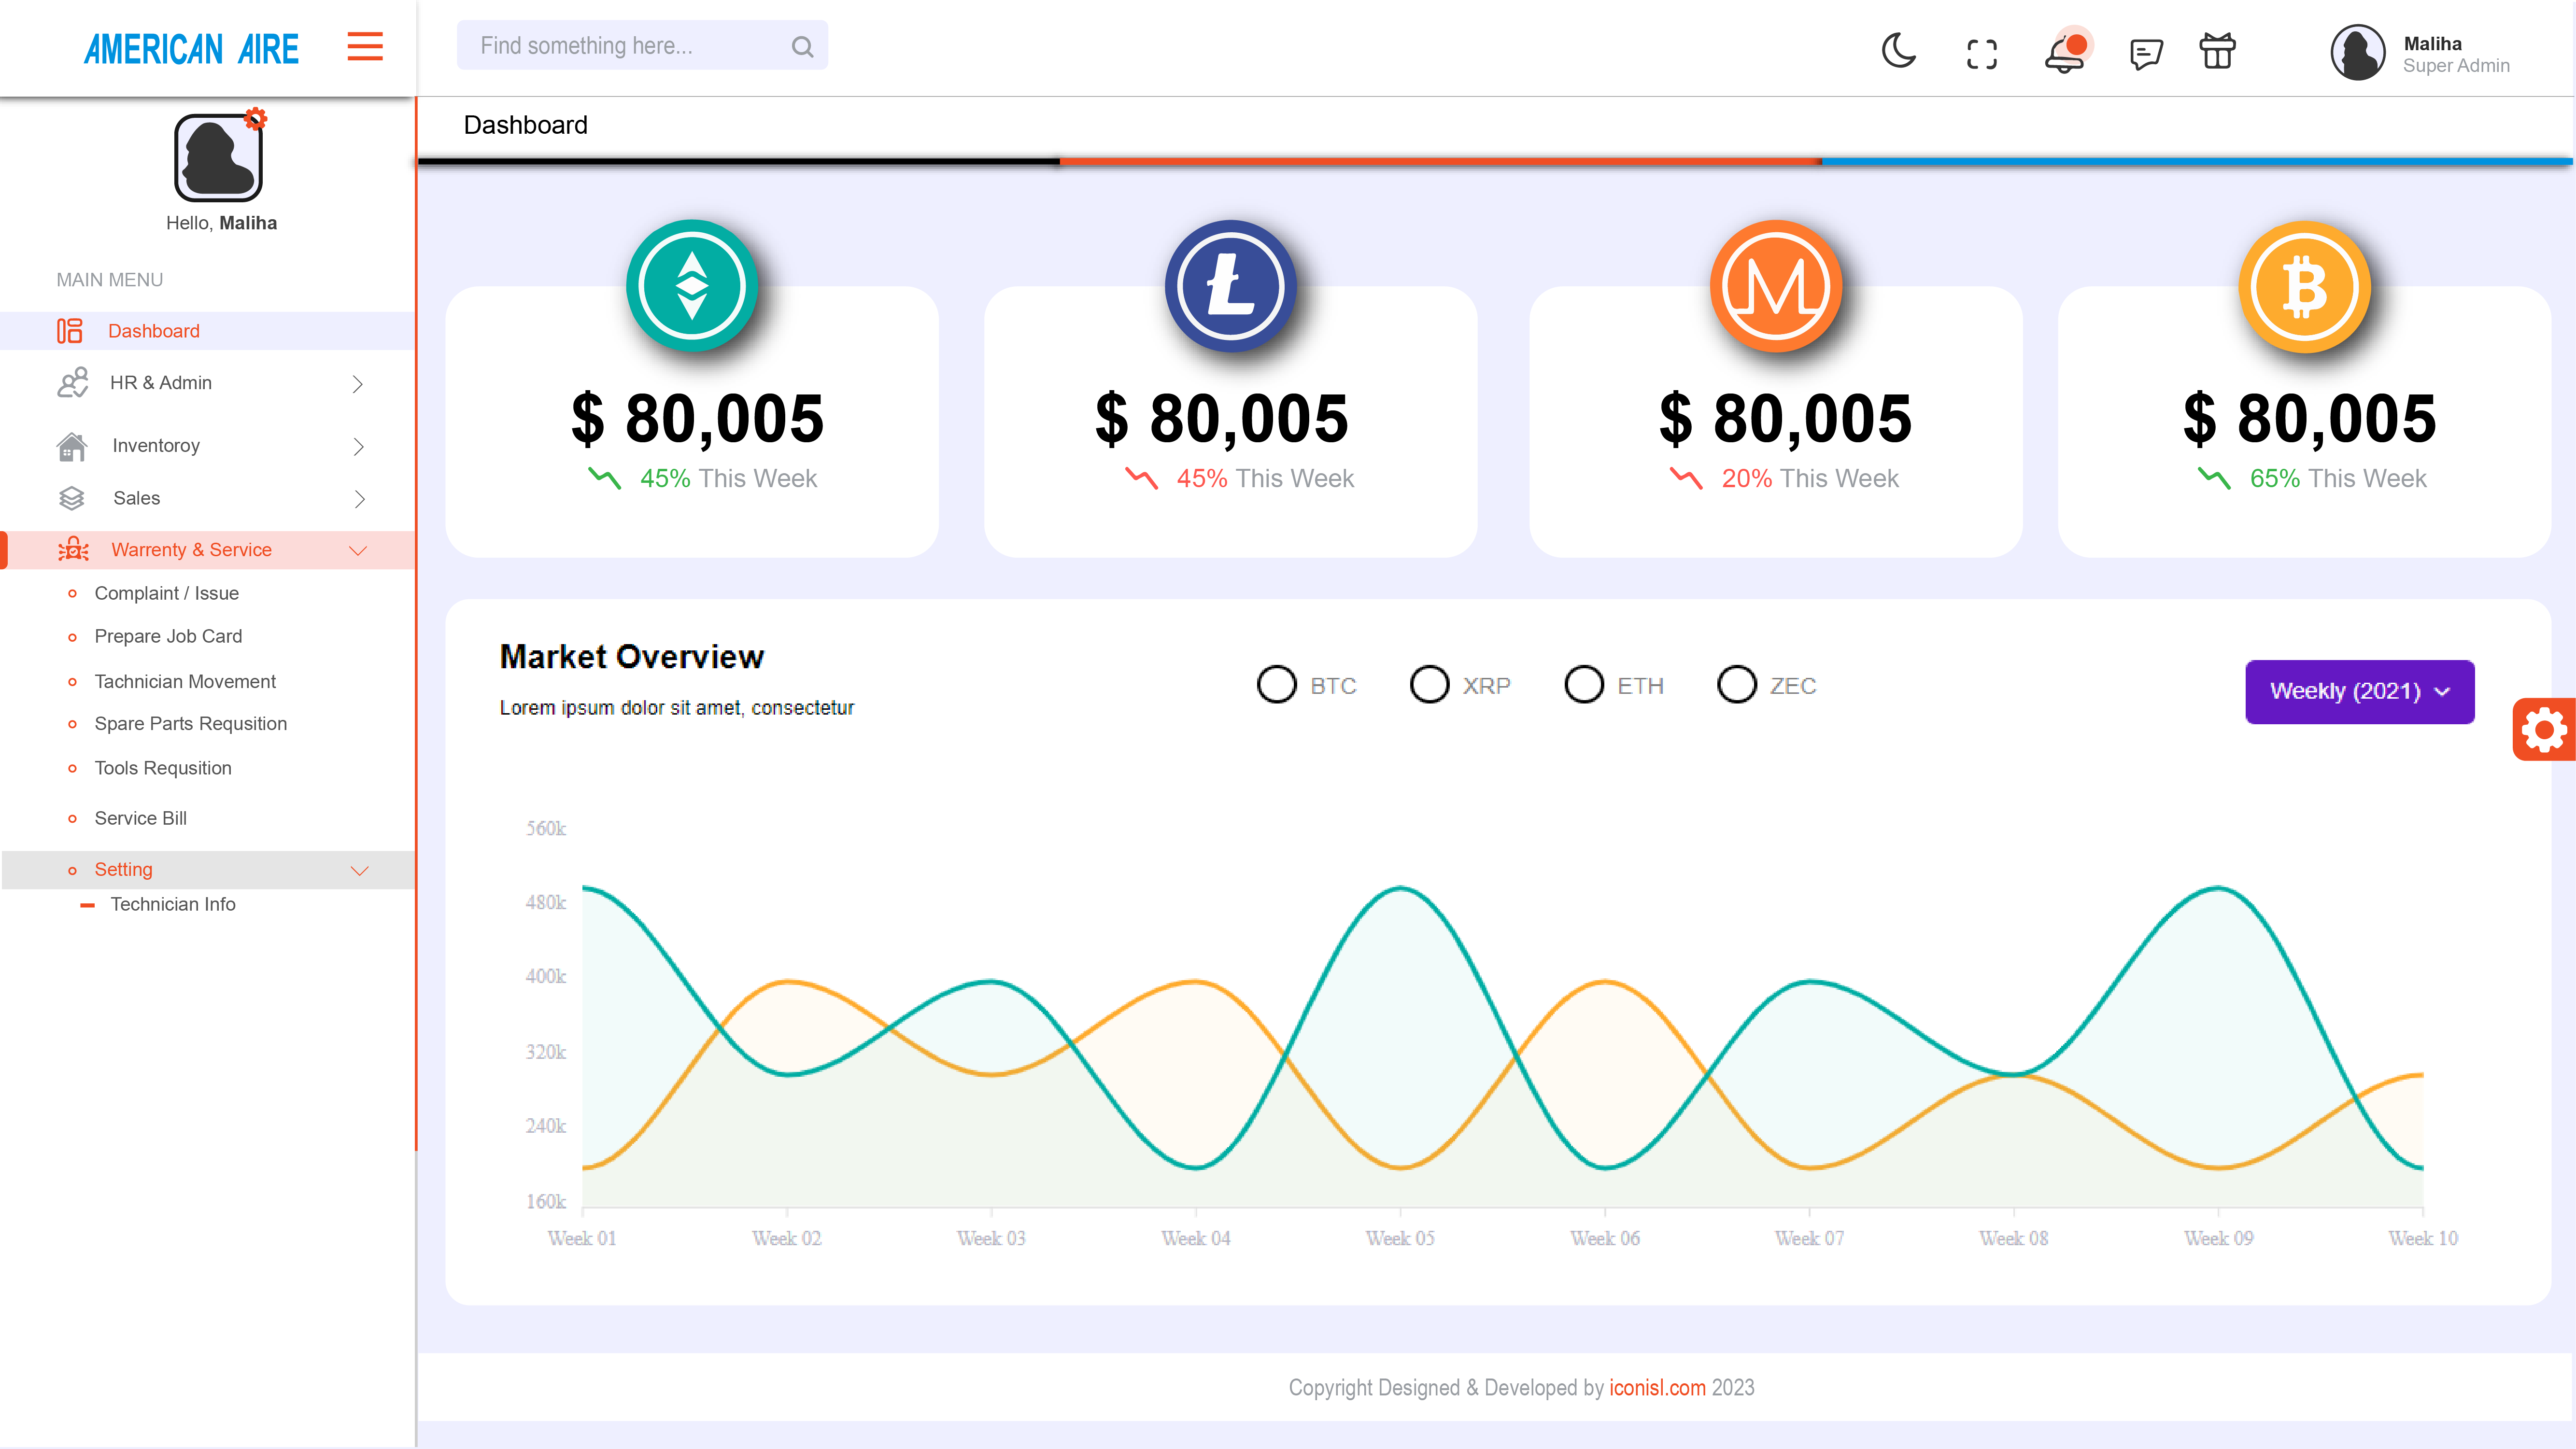 AMERICAN AIRE
Find something here...
Maliha
Super Admin
Dashboard
Hello, Maliha
MAIN MENU
Dashboard
HR & Admin
Inventoroy
Sales
Warrenty & Service
Complaint / Issue
Prepare Job Card
Tachnician Movement
Spare Parts Requsition
Tools Requsition
Service Bill
Setting
Technician Info
$ 80,005
45% This Week
$ 80,005
45% This Week
$ 80,005
20% This Week
$ 80,005
65% This Week
Market Overview
Lorem ipsum dolor sit amet, consectetur
BTC
XRP
ETH
ZEC
Weekly (2021)
560k
480k
400k
320k
240k
160k
Week 01
Week 02
Week 03
Week 04
Week 05
Week 06
Week 07
Week 08
Week 09
Week 10
Copyright Designed & Developed by iconisl.com 2023